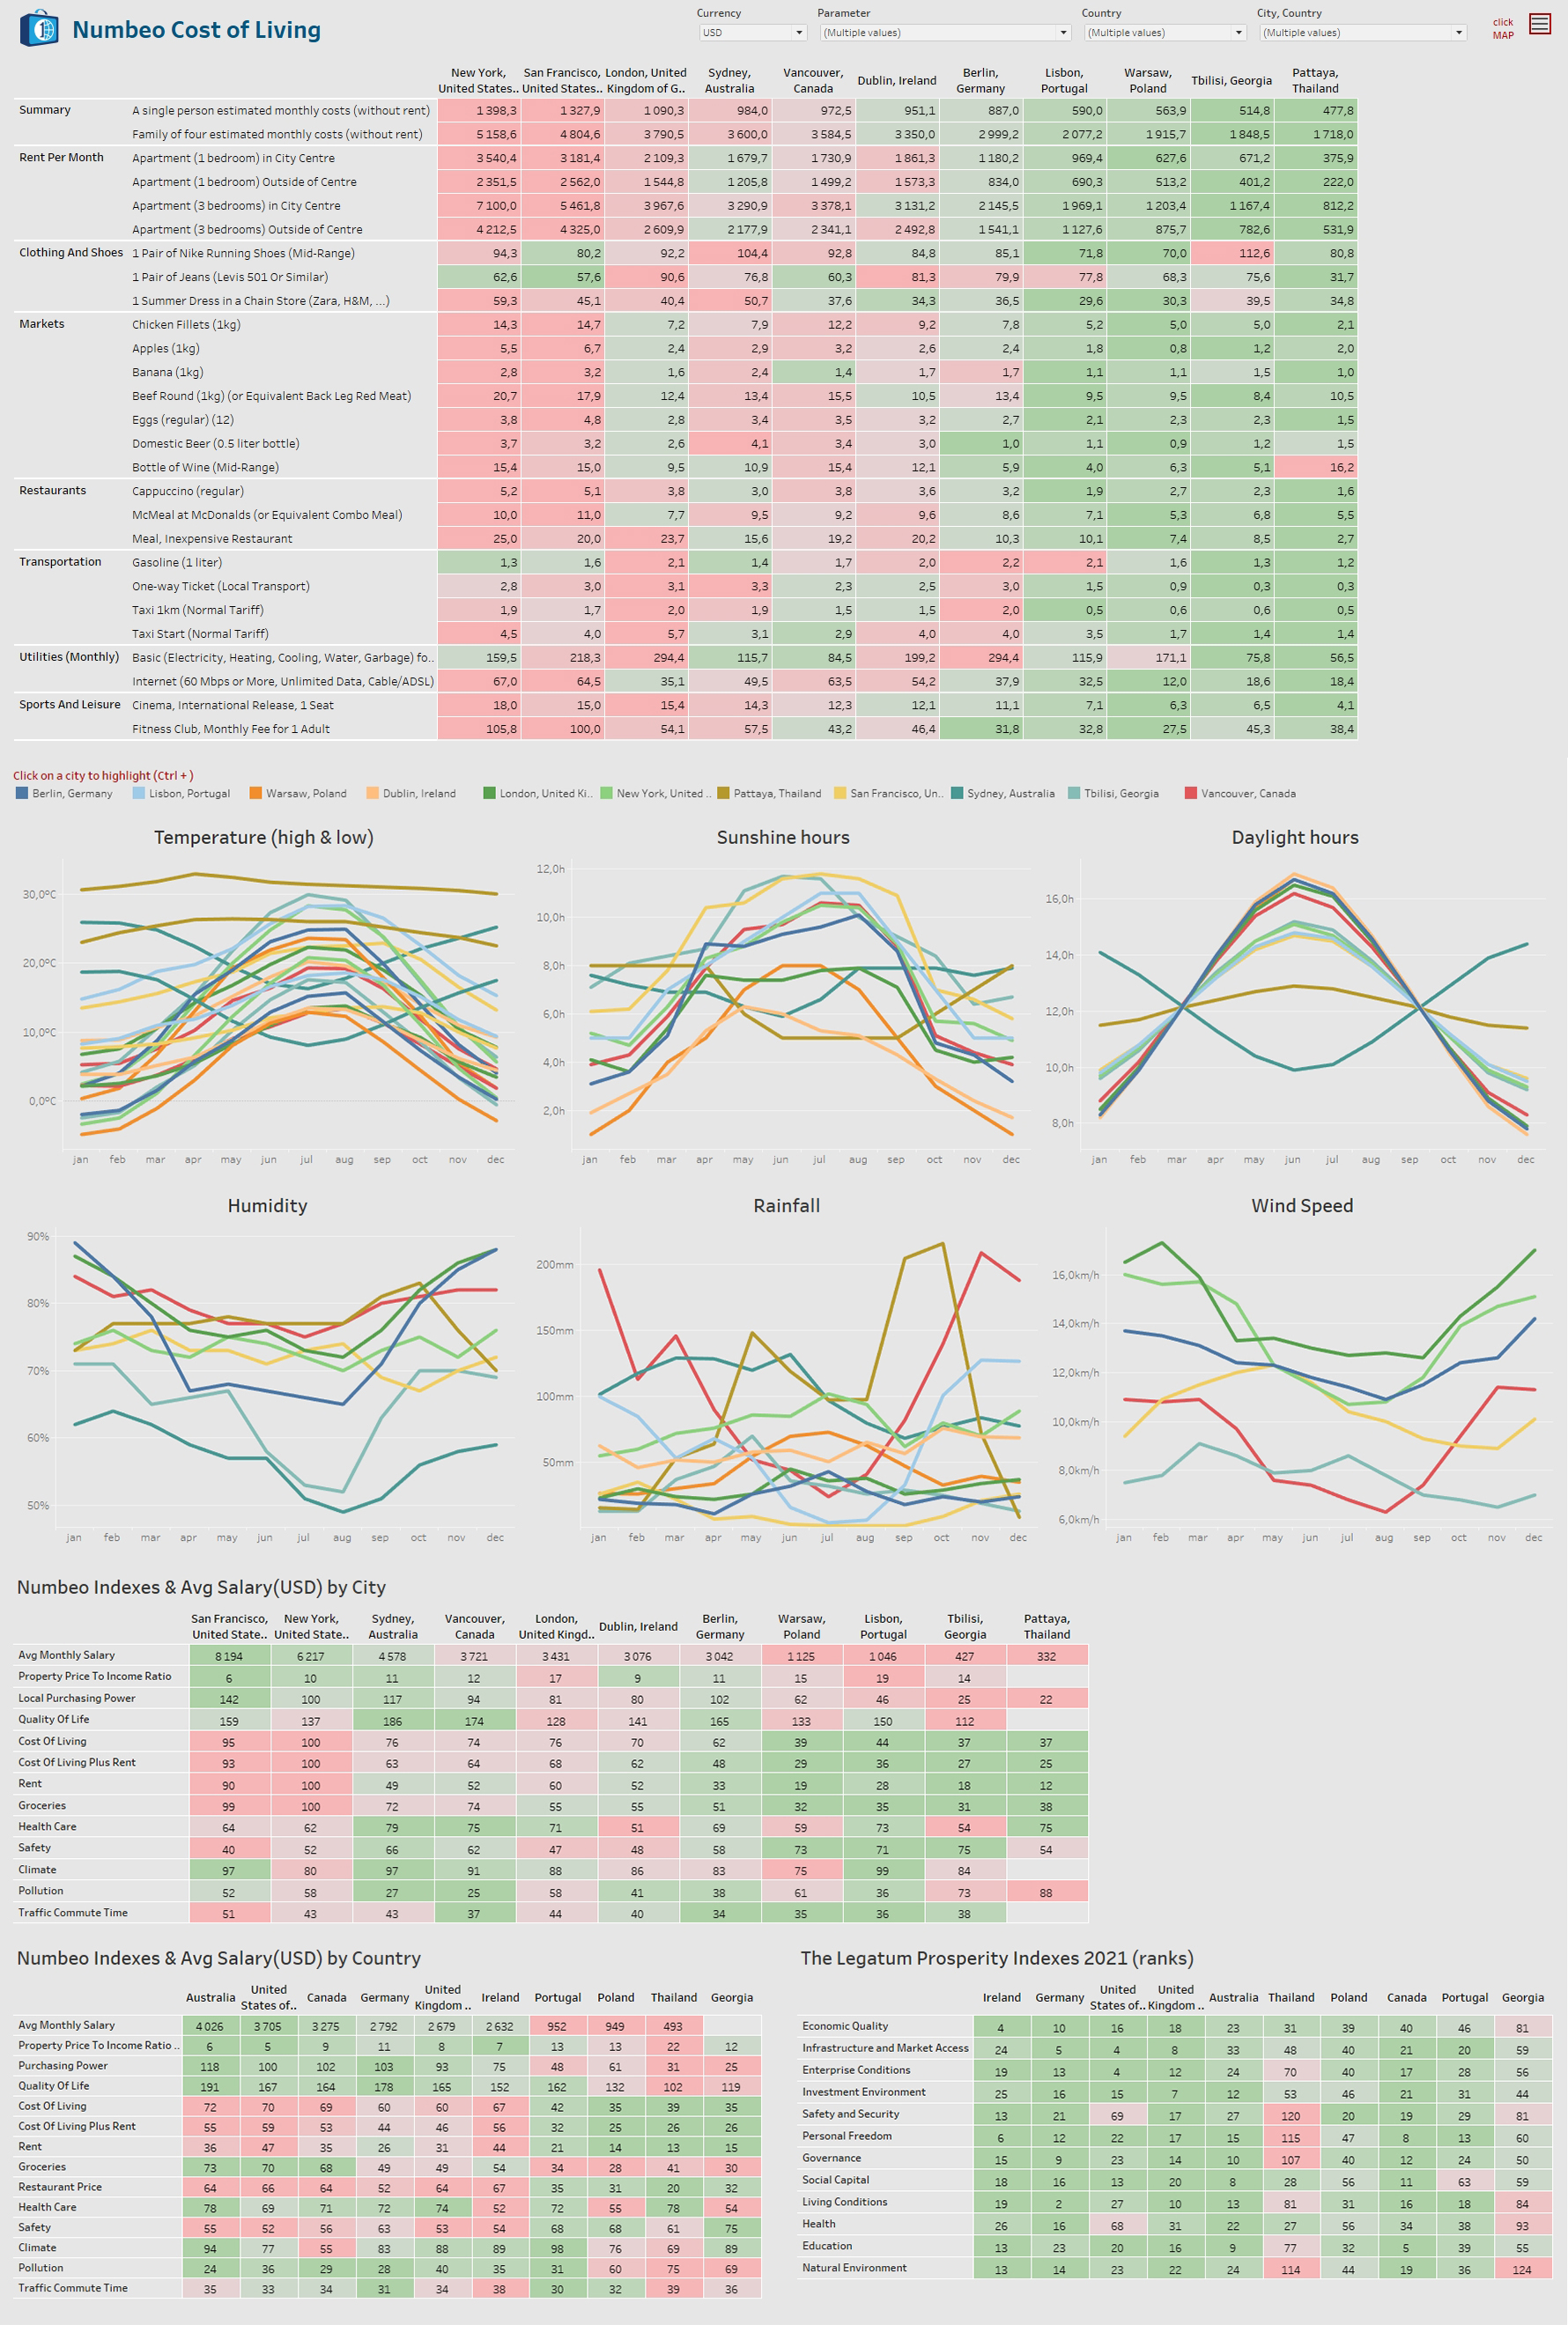 Numbeo Cost of Living
Currency Parameter Country City, Country
USD (Multiple values) (Multiple values) (Multiple values)
click
MAP
New York, San Francisco, London, United Sydney, Vancouver, Dublin, Ireland Berlin, Lisbon, Warsaw, Tbilisi, Georgia Pattaya,
United States.. United States.. Kingdom of G.. Australia Canada Germany Portugal Poland Thailand
Summary A single person estimated monthly costs (without rent) 1 398,3 1 327,9 1 090,3 984,0 972,5 951,1 887,0 590,0 563,9 514,8 477,8
Family of four estimated monthly costs (without rent) 5 158,6 4 804,6 3 790,5 3 600,0 3 584,5 3 350,0 2 999,2 2 077,2 1 915,7 1 848,5 1 718,0
Rent Per Month Apartment (1 bedroom) in City Centre 3 540,4 3 181,4 2 109,3 1 679,7 1 730,9 1 861,3 1 180,2 969,4 627,6 671,2 375,9
Apartment (1 bedroom) Outside of Centre 2 351,5 2 562,0 1 544,8 1 205,8 1 499,2 1 573,3 834,0 690,3 513,2 401,2 222,0
Apartment (3 bedrooms) in City Centre 7 100,0 5 461,8 3 967,6 3 290,9 3 378,1 3 131,2 2 145,5 1 969,1 1 203,4 1 167,4 812,2
Apartment (3 bedrooms) Outside of Centre 4 212,5 4 325,0 2 609,9 2 177,9 2 341,1 2 492,8 1 541,1 1 127,6 875,7 782,6 531,9
Clothing And Shoes 1 Pair of Nike Running Shoes (Mid-Range) 94,3 80,2 92,2 104,4 92,8 84,8 85,1 71,8 70,0 112,6 80,8
1 Pair of Jeans (Levis 501 Or Similar) 62,6 57,6 90,6 76,8 60,3 81,3 79,9 77,8 68,3 75,6 31,7
1 Summer Dress in a Chain Store (Zara, H&M, ...) 59,3 45,1 40,4 50,7 37,6 34,3 36,5 29,6 30,3 39,5 34,8
Markets Chicken Fillets (1kg) 14,3 14,7 7,2 7,9 12,2 9,2 7,8 5,2 5,0 5,0 2,1
Apples (1kg) 5,5 6,7 2,4 2,9 3,2 2,6 2,4 1,8 0,8 1,2 2,0
Banana (1kg) 2,8 3,2 1,6 2,4 1,4 1,7 1,7 1,1 1,1 1,5 1,0
Beef Round (1kg) (or Equivalent Back Leg Red Meat) 20,7 17,9 12,4 13,4 15,5 10,5 13,4 9,5 9,5 8,4 10,5
Eggs (regular) (12) 3,8 4,8 2,8 3,4 3,5 3,2 2,7 2,1 2,3 2,3 1,5
Domestic Beer (0.5 liter bottle) 3,7 3,2 2,6 4,1 3,4 3,0 1,0 1,1 0,9 1,2 1,5
Bottle of Wine (Mid-Range) 15,4 15,0 9,5 10,9 15,4 12,1 5,9 4,0 6,3 5,1 16,2
Restaurants Cappuccino (regular) 5,2 5,1 3,8 3,0 3,8 3,6 3,2 1,9 2,7 2,3 1,6
McMeal at McDonalds (or Equivalent Combo Meal) 10,0 11,0 7,7 9,5 9,2 9,6 8,6 7,1 5,3 6,8 5,5
Meal, Inexpensive Restaurant 25,0 20,0 23,7 15,6 19,2 20,2 10,3 10,1 7,4 8,5 2,7
Transportation Gasoline (1 liter) 1,3 1,6 2,1 1,4 1,7 2,0 2,2 2,1 1,6 1,3 1,2
One-way Ticket (Local Transport) 2,8 3,0 3,1 3,3 2,3 2,5 3,0 1,5 0,9 0,3 0,3
Taxi 1km (Normal Tariff) 1,9 1,7 2,0 1,9 1,5 1,5 2,0 0,5 0,6 0,6 0,5
Taxi Start (Normal Tariff) 4,5 4,0 5,7 3,1 2,9 4,0 4,0 3,5 1,7 1,4 1,4
Utilities (Monthly) Basic (Electricity, Heating, Cooling, Water, Garbage) fo.. 159,5 218,3 294,4 115,7 84,5 199,2 294,4 115,9 171,1 75,8 56,5
Internet (60 Mbps or More, Unlimited Data, Cable/ADSL) 67,0 64,5 35,1 49,5 63,5 54,2 37,9 32,5 12,0 18,6 18,4
Sports And Leisure Cinema, International Release, 1 Seat 18,0 15,0 15,4 14,3 12,3 12,1 11,1 7,1 6,3 6,5 4,1
Fitness Club, Monthly Fee for 1 Adult 105,8 100,0 54,1 57,5 43,2 46,4 31,8 32,8 27,5 45,3 38,4
Click on a city to highlight (Ctrl + )
Berlin, Germany Lisbon, Portugal Warsaw, Poland Dublin, Ireland London, United Ki.. New York, United .. Pattaya, Thailand San Francisco, Un.. Sydney, Australia Tbilisi, Georgia Vancouver, Canada
Temperature (high & low)
30,0ºC
20,0ºC
10,0ºC
0,0ºC
jan feb mar apr may jun jul aug sep oct nov dec
Sunshine hours
12,0h
10,0h
8,0h
6,0h
4,0h
2,0h
jan feb mar apr may jun jul aug sep oct nov dec
Daylight hours
16,0h
14,0h
12,0h
10,0h
8,0h
jan feb mar apr may jun jul aug sep oct nov dec
Humidity
90%
80%
70%
60%
50%
jan feb mar apr may jun jul aug sep oct nov dec
Rainfall
200mm
150mm
100mm
50mm
jan feb mar apr may jun jul aug sep oct nov dec
Wind Speed
16,0km/h
14,0km/h
12,0km/h
10,0km/h
8,0km/h
6,0km/h
jan feb mar apr may jun jul aug sep oct nov dec
Numbeo Indexes & Avg Salary(USD) by City
San Francisco, New York, Sydney, Vancouver, London, Dublin, Ireland Berlin, Warsaw, Lisbon, Tbilisi, Pattaya,
United State.. United State.. Australia Canada United Kingd.. Germany Poland Portugal Georgia Thailand
Avg Monthly Salary 8 194 6 217 4 578 3 721 3 431 3 076 3 042 1 125 1 046 427 332
Property Price To Income Ratio 6 10 11 12 17 9 11 15 19 14
Local Purchasing Power 142 100 117 94 81 80 102 62 46 25 22
Quality Of Life 159 137 186 174 128 141 165 133 150 112
Cost Of Living 95 100 76 74 76 70 62 39 44 37 37
Cost Of Living Plus Rent 93 100 63 64 68 62 48 29 36 27 25
Rent 90 100 49 52 60 52 33 19 28 18 12
Groceries 99 100 72 74 55 55 51 32 35 31 38
Health Care 64 62 79 75 71 51 69 59 73 54 75
Safety 40 52 66 62 47 48 58 73 71 75 54
Climate 97 80 97 91 88 86 83 75 99 84
Pollution 52 58 27 25 58 41 38 61 36 73 88
Traffic Commute Time 51 43 43 37 44 40 34 35 36 38
Numbeo Indexes & Avg Salary(USD) by Country
Australia United Canada Germany United Ireland Portugal Poland Thailand Georgia
States of.. Kingdom ..
Avg Monthly Salary 4 026 3 705 3 275 2 792 2 679 2 632 952 949 493
Property Price To Income Ratio .. 6 5 9 11 8 7 13 13 22 12
Purchasing Power 118 100 102 103 93 75 48 61 31 25
Quality Of Life 191 167 164 178 165 152 162 132 102 119
Cost Of Living 72 70 69 60 60 67 42 35 39 35
Cost Of Living Plus Rent 55 59 53 44 46 56 32 25 26 26
Rent 36 47 35 26 31 44 21 14 13 15
Groceries 73 70 68 49 49 54 34 28 41 30
Restaurant Price 64 66 64 52 64 67 35 31 20 32
Health Care 78 69 71 72 74 52 72 55 78 54
Safety 55 52 56 63 53 54 68 68 61 75
Climate 94 77 55 83 88 89 98 76 69 89
Pollution 24 36 29 28 40 35 31 60 75 69
Traffic Commute Time 35 33 34 31 34 38 30 32 39 36
The Legatum Prosperity Indexes 2021 (ranks)
Ireland Germany United United Australia Thailand Poland Canada Portugal Georgia
States of.. Kingdom ..
Economic Quality 4 10 16 18 23 31 39 40 46 81
Infrastructure and Market Access 24 5 4 8 33 48 40 21 20 59
Enterprise Conditions 19 13 4 12 24 70 40 17 28 56
Investment Environment 25 16 15 7 12 53 46 21 31 44
Safety and Security 13 21 69 17 27 120 20 19 29 81
Personal Freedom 6 12 22 17 15 115 47 8 13 60
Governance 15 9 23 14 10 107 40 12 24 50
Social Capital 18 16 13 20 8 28 56 11 63 59
Living Conditions 19 2 27 10 13 81 31 16 18 84
Health 26 16 68 31 22 27 56 34 38 93
Education 13 23 20 16 9 77 32 5 39 55
Natural Environment 13 14 23 22 24 114 44 19 36 124